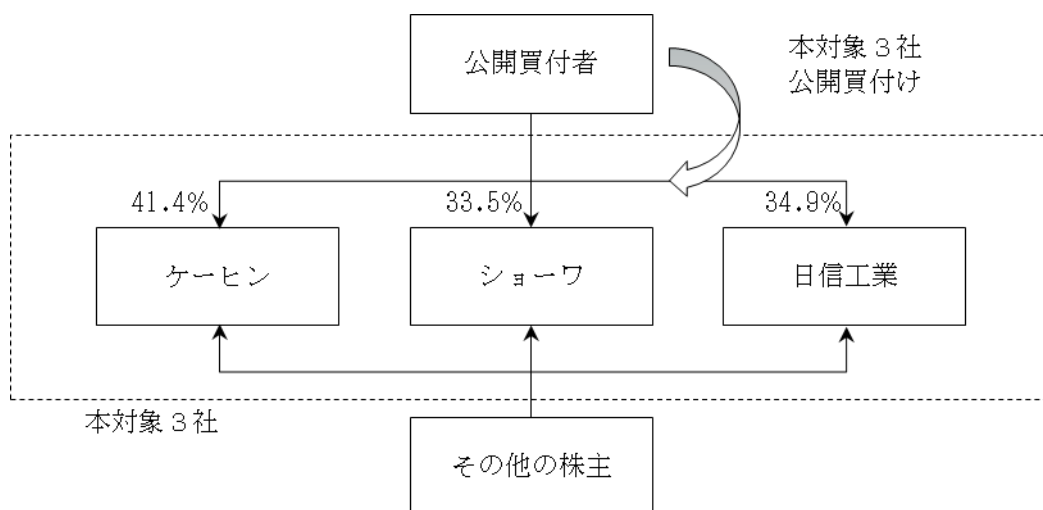 公開買付者
本対象３社
公開買付け
41.4%
33.5%
34.9%
ケーヒン
ショーワ
日信工業
本対象３社
その他の株主